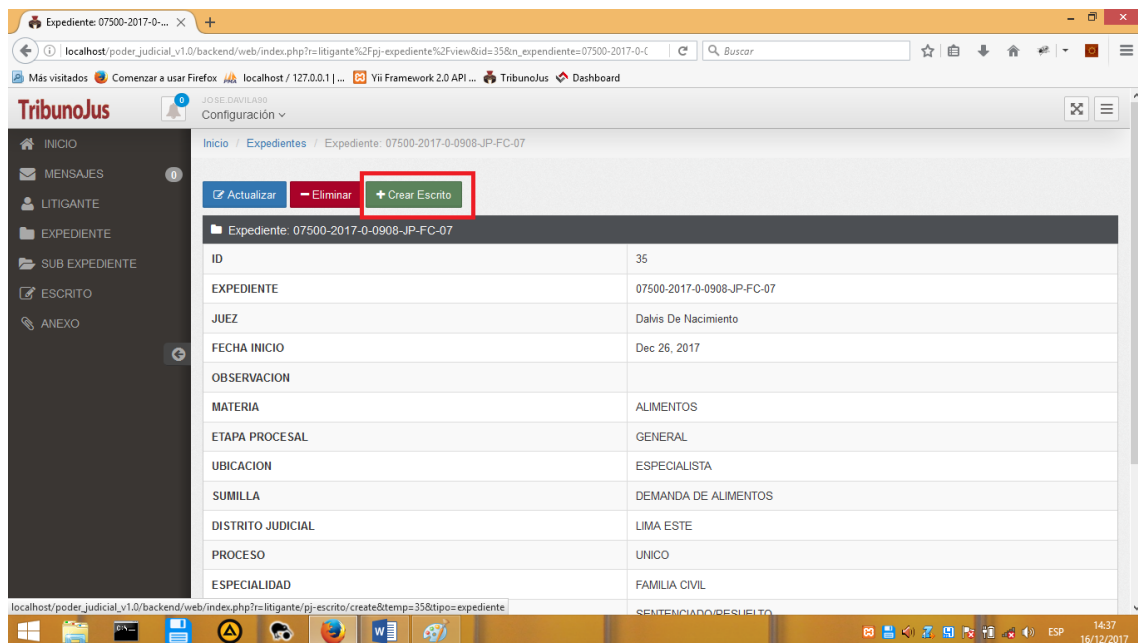 Expediente: 07500-2017-0-...
localhost/poder_judicial_v1.0/backend/web/index.php?r=litigante%2Fpj-expediente%2Fview&id=35&n_expendiente=07500-2017-0-0
Buscar
Más visitados Comenzar a usar Firefox localhost / 127.0.0.1 | ... Yii Framework 2.0 API ... TribunoJus Dashboard
TribunoJus 0 JOSE.DAVILA90
Configuración
INICIO
Inicio / Expedientes / Expediente: 07500-2017-0-0908-JP-FC-07
MENSAJES 0
LITIGANTE
EXPEDIENTE
SUB EXPEDIENTE
ESCRITO
ANEXO
Actualizar Eliminar Crear Escrito
Expediente: 07500-2017-0-0908-JP-FC-07
ID 35
EXPEDIENTE 07500-2017-0-0908-JP-FC-07
JUEZ Dalvis De Nacimiento
FECHA INICIO Dec 26, 2017
OBSERVACION
MATERIA ALIMENTOS
ETAPA PROCESAL GENERAL
UBICACION ESPECIALISTA
SUMILLA DEMANDA DE ALIMENTOS
DISTRITO JUDICIAL LIMA ESTE
PROCESO UNICO
ESPECIALIDAD FAMILIA CIVIL
SENTENCIADO/RESUELTO
localhost/poder_judicial_v1.0/backend/web/index.php?r=litigante/pj-escrito/create&temp=35&tipo=expediente
ESP
14:37
16/12/2017